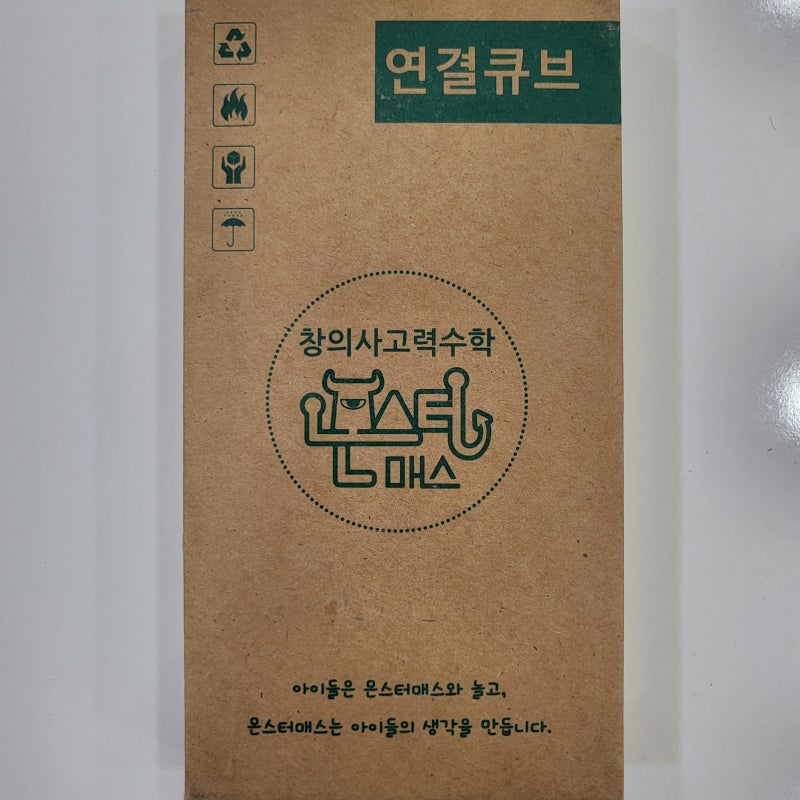 연결큐브
창의사고력수학
몬스터
매스
아이들은 몬스터매스와 놀고,
몬스터매스는 아이들의 생각을 만듭니다.